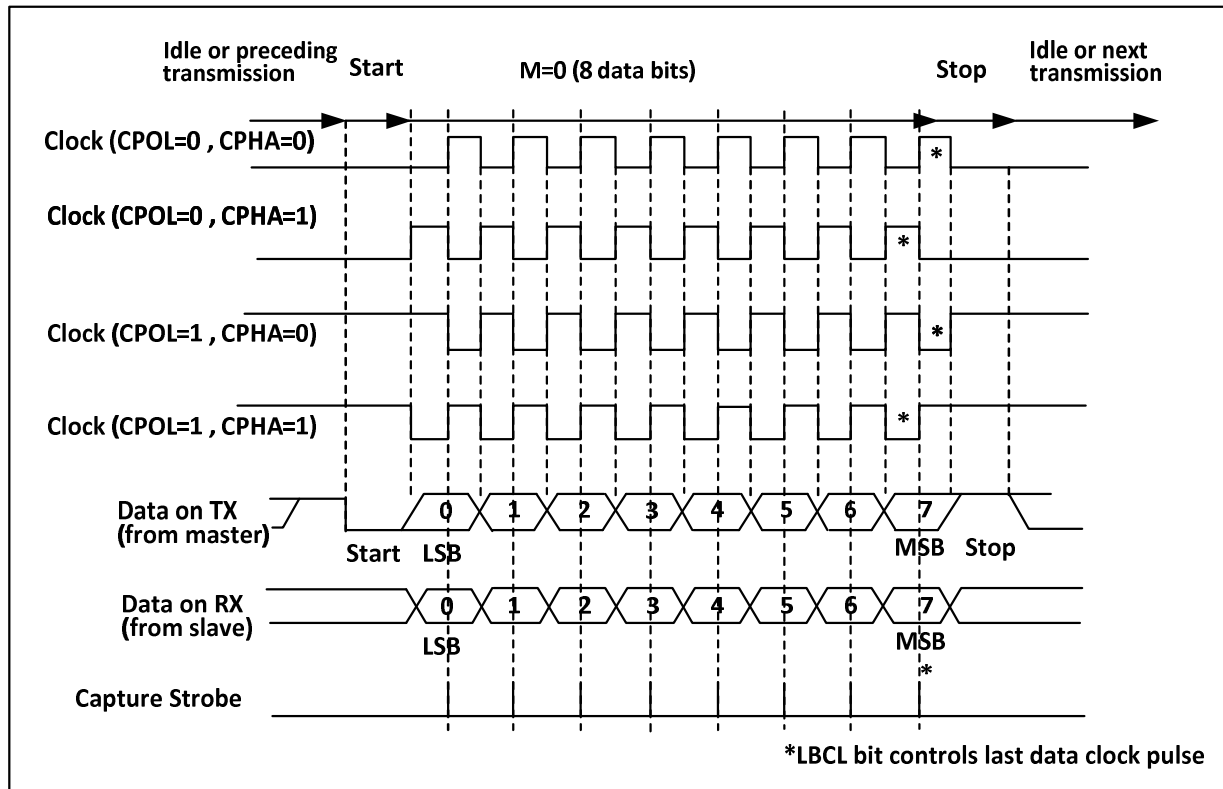 Idle or preceding
transmission
Start
M=0 (8 data bits)
Stop
Idle or next
transmission
Clock (CPOL=0 , CPHA=0)
*
Clock (CPOL=0 , CPHA=1)
*
Clock (CPOL=1 , CPHA=0)
*
Clock (CPOL=1 , CPHA=1)
*
Data on TX
(from master)
0 1 2 3 4 5 6 7
Start LSB MSB Stop
Data on RX
(from slave)
0 1 2 3 4 5 6 7
LSB MSB
*
Capture Strobe
*LBCL bit controls last data clock pulse